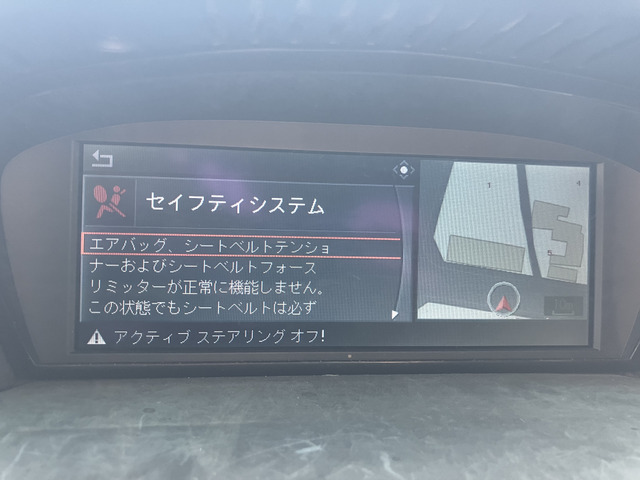 セイフティシステム
エアバッグ、シートベルトテンショ
ナーおよびシートベルトフォース
リミッターが正常に機能しません。
この状態でもシートベルトは必ず
アクティブ ステアリング オフ!
1
4
5